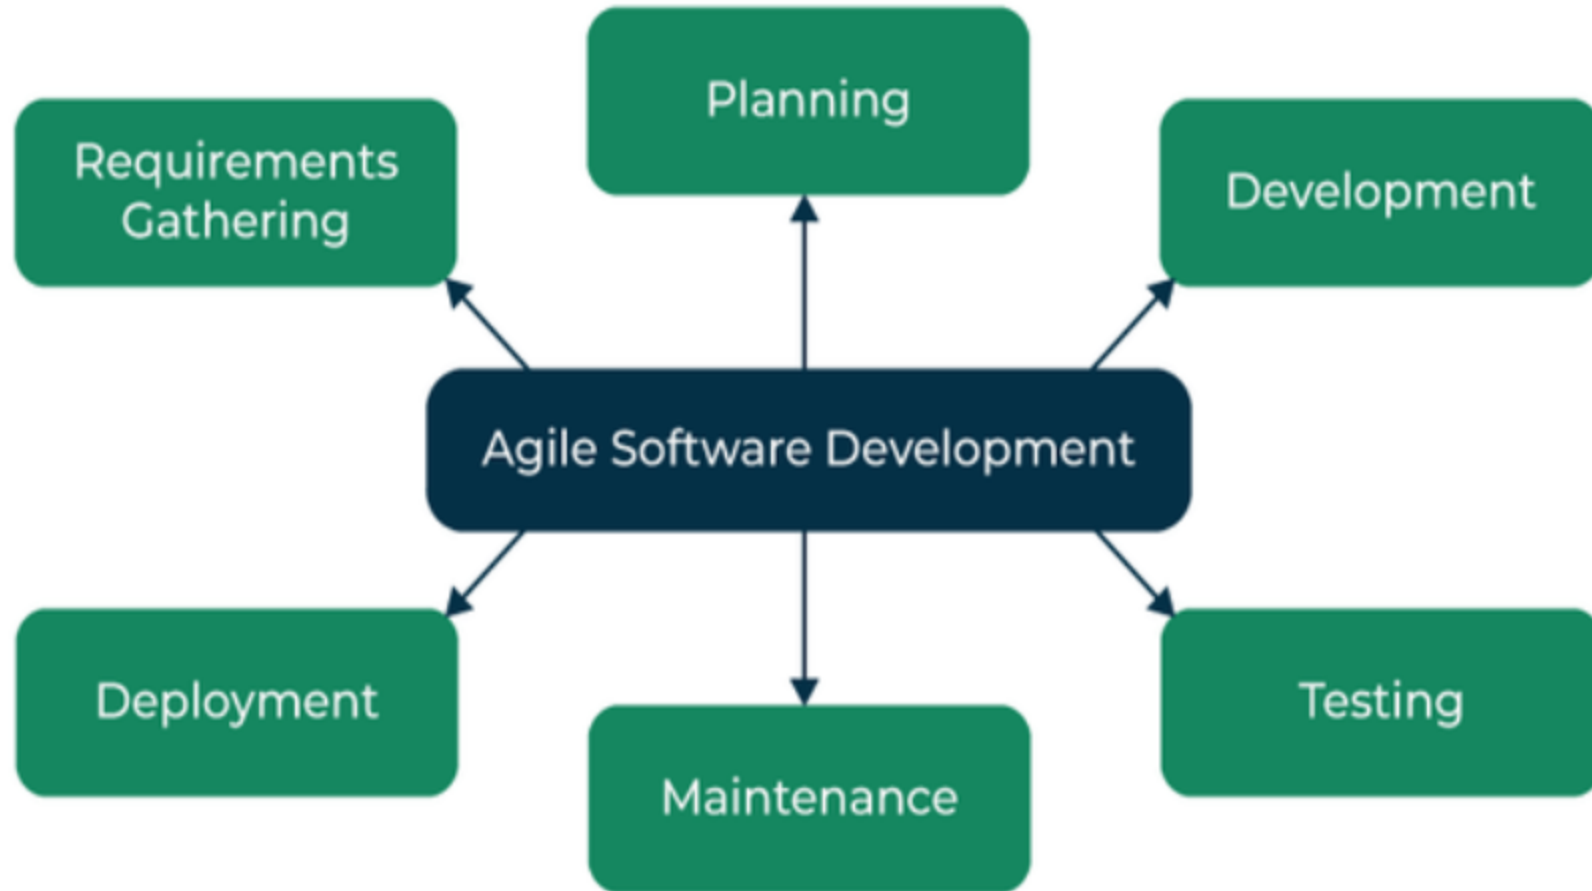 Planning
Requirements
Gathering
Development
Agile Software Development
Deployment
Testing
Maintenance